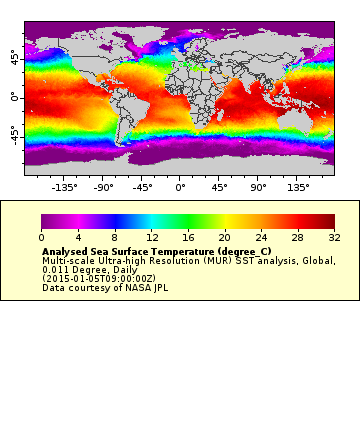 45°
0°
-45°
-135° -90° -45° 0° 45° 90° 135°
0 4 8 12 16 20 24 28 32
Analysed Sea Surface Temperature (degree_C)
Multi-scale Ultra-high Resolution (MUR) SST analysis, Global,
0.011 Degree, Daily
(2015-01-05T09:00:00Z)
Data courtesy of NASA JPL